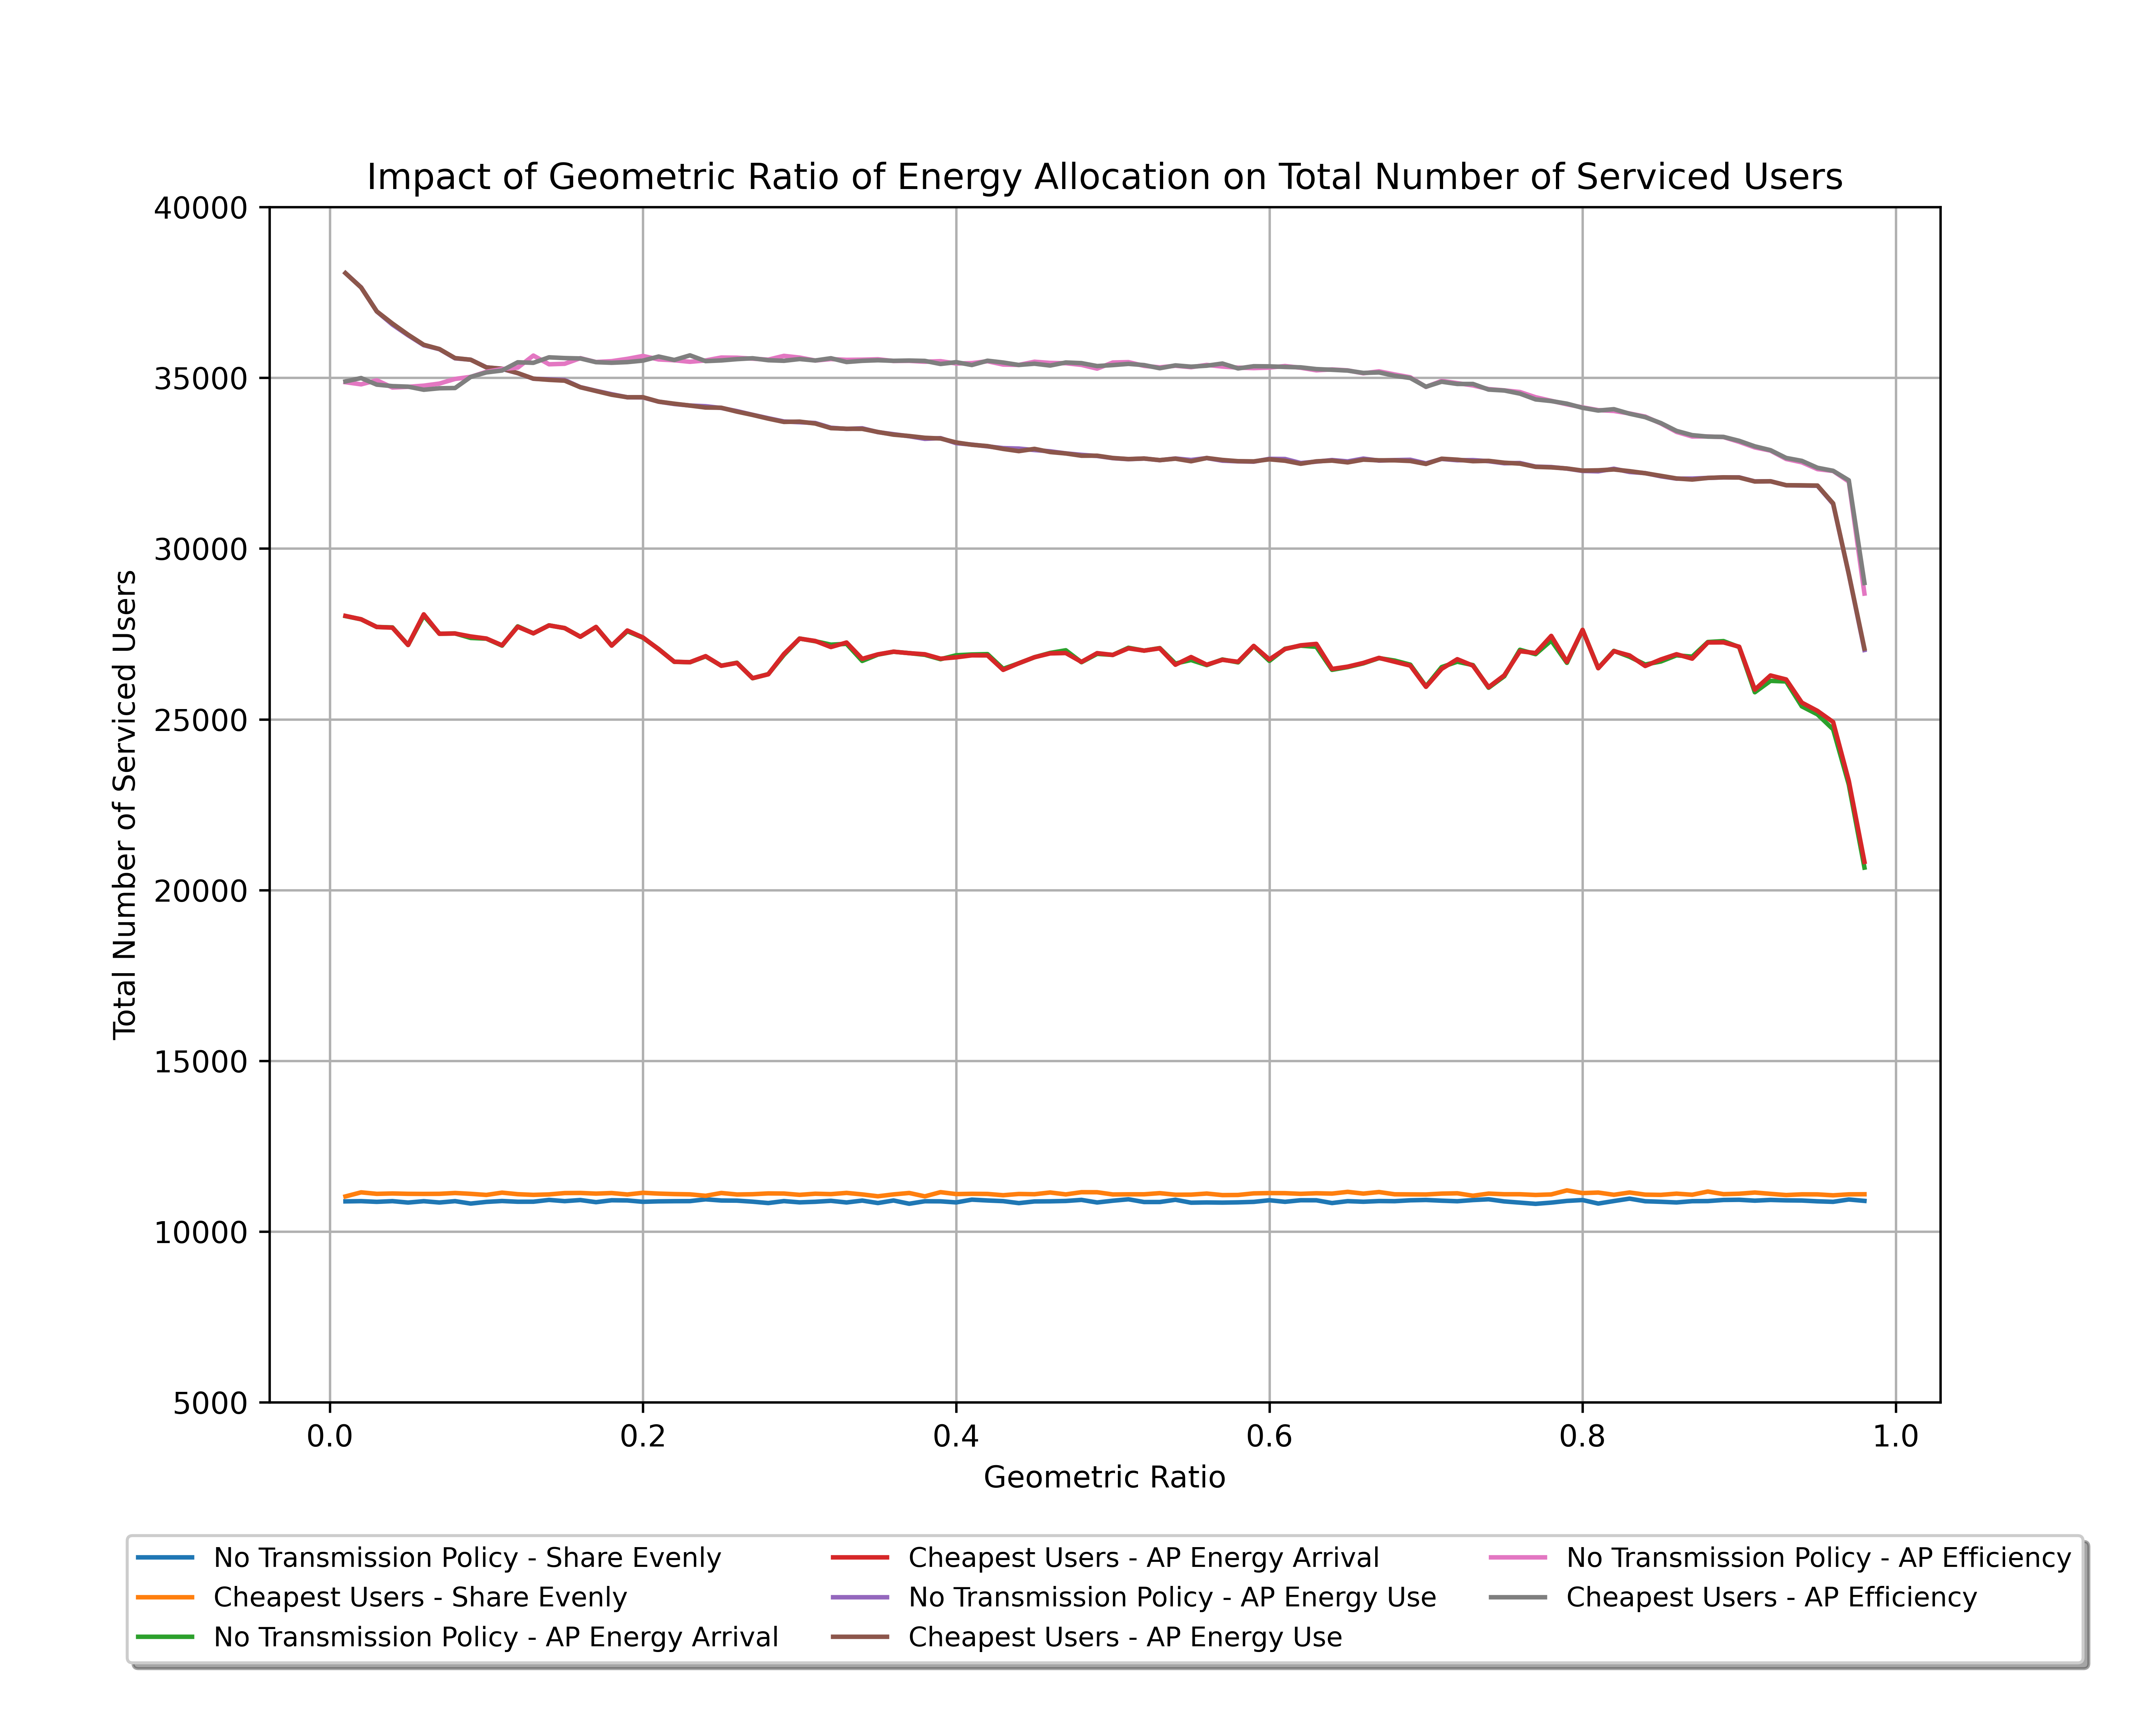 Impact of Geometric Ratio of Energy Allocation on Total Number of Serviced Users
40000
35000
30000
25000
20000
15000
10000
5000
Total Number of Serviced Users
0.0 0.2 0.4 0.6 0.8 1.0
Geometric Ratio
No Transmission Policy - Share Evenly
Cheapest Users - Share Evenly
No Transmission Policy - AP Energy Arrival
Cheapest Users - AP Energy Arrival
No Transmission Policy - AP Energy Use
Cheapest Users - AP Energy Use
No Transmission Policy - AP Efficiency
Cheapest Users - AP Efficiency